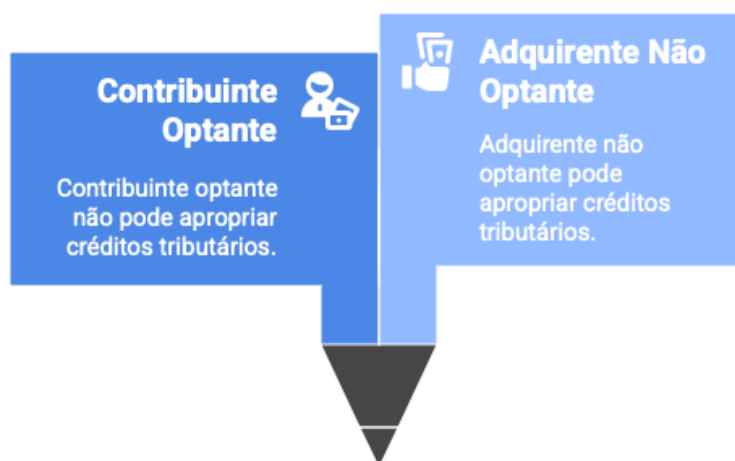 Contribuinte
Optante
Contribuinte optante
não pode apropriar
créditos tributários.
Adquirente Não
Optante
Adquirente não
optante pode
apropriar créditos
tributários.